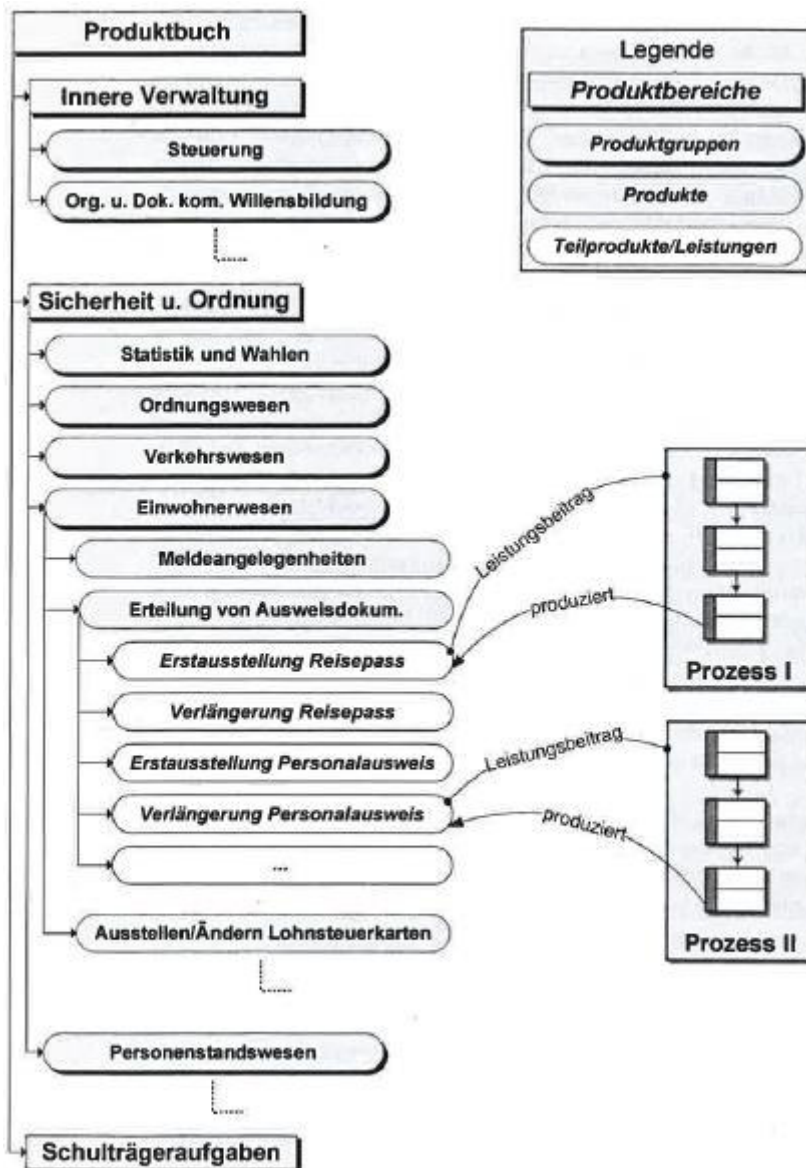 Produktbuch
Innere Verwaltung
Steuerung
Org. u. Dok. kom. Willensbildung
Sicherheit u. Ordnung
Statistik und Wahlen
Ordnungswesen
Verkehrswesen
Einwohnerwesen
Meldeangelegenheiten
Erteilung von Ausweisdokum.
Erstausstellung Reisepass
Verlängerung Reisepass
Erstausstellung Personalausweis
Verlängerung Personalausweis
...
Ausstellen/Ändern Lohnsteuerkarten
Personenstandswesen
Schulträgeraufgaben
Legende
Produktbereiche
Produktgruppen
Produkte
Teilprodukte/Leistungen
Leistungsbeitrag
produziert
Prozess I
Leistungsbeitrag
produziert
Prozess II